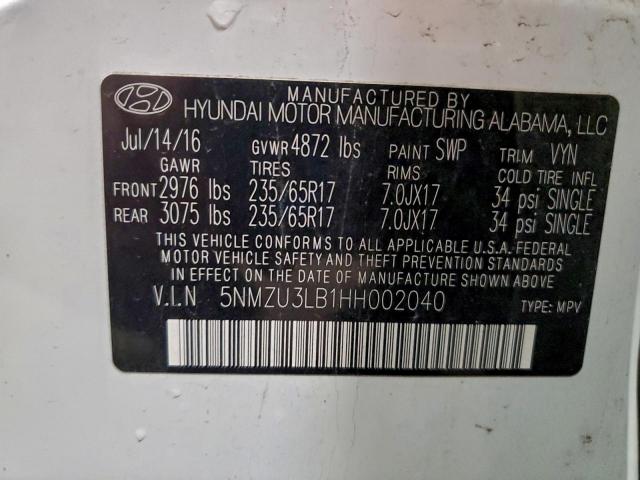 MANUFACTURED BY
HYUNDAI MOTOR MANUFACTURING ALABAMA, LLC
Jul/14/16 GVWR 4872 lbs PAINT SWP TRIM VYN
GAWR TIRES RIMS COLD TIRE INFL
FRONT 2976 lbs 235/65R17 7.0JX17 34 psi SINGLE
REAR 3075 lbs 235/65R17 7.0JX17 34 psi SINGLE
THIS VEHICLE CONFORMS TO ALL APPLICABLE U.S.A. FEDERAL
MOTOR VEHICLE SAFETY AND THEFT PREVENTION STANDARDS
IN EFFECT ON THE DATE OF MANUFACTURE SHOWN ABOVE.
V.I.N 5NMZU3LB1HH002040 TYPE: MPV